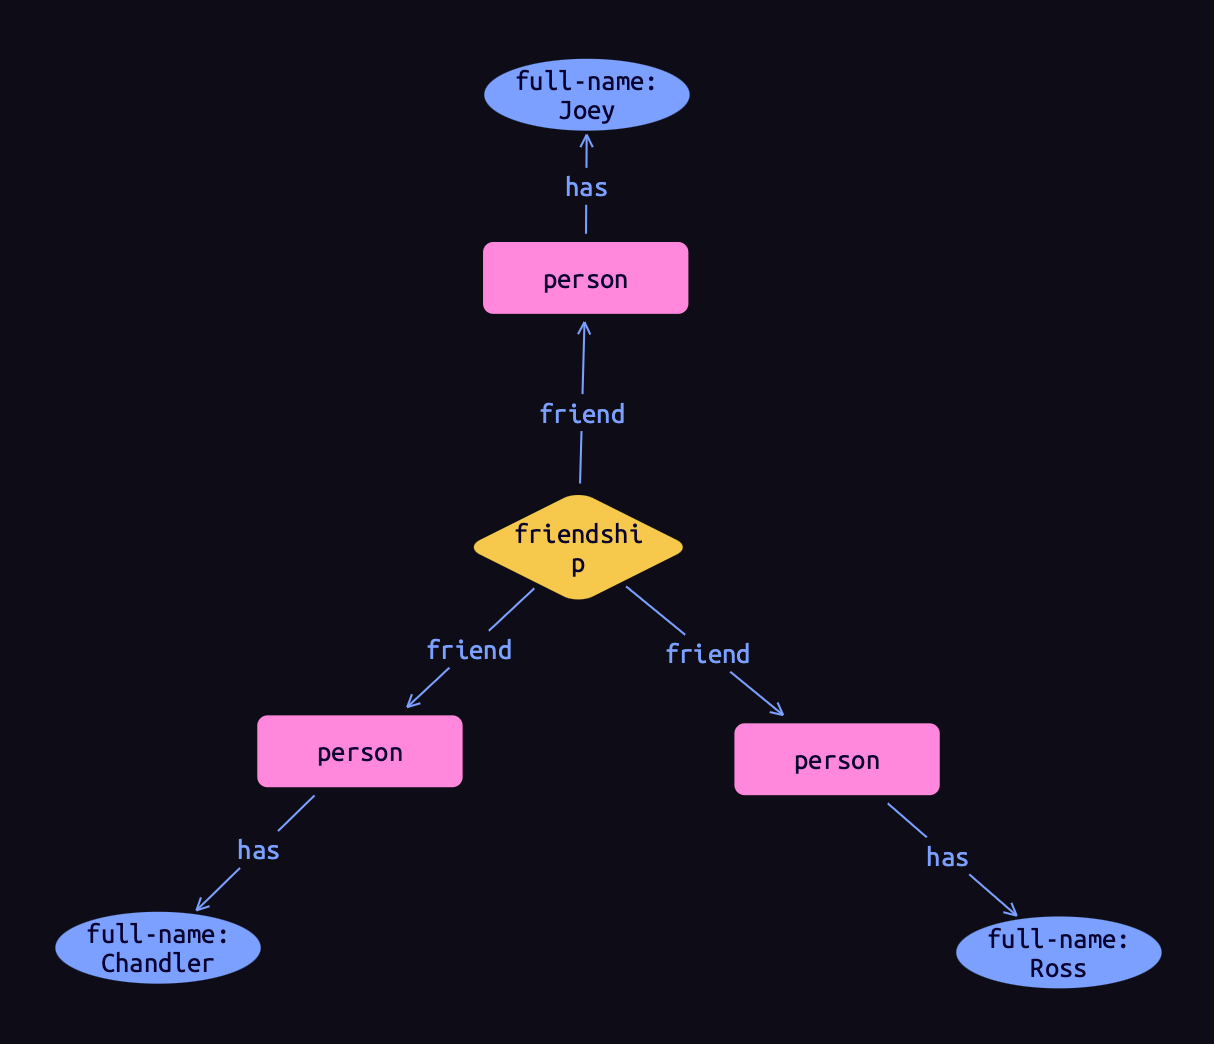 full-name:
Joey
has
person
friend
friendshi
p
friend
friend
person
person
has
has
full-name:
Chandler
full-name:
Ross